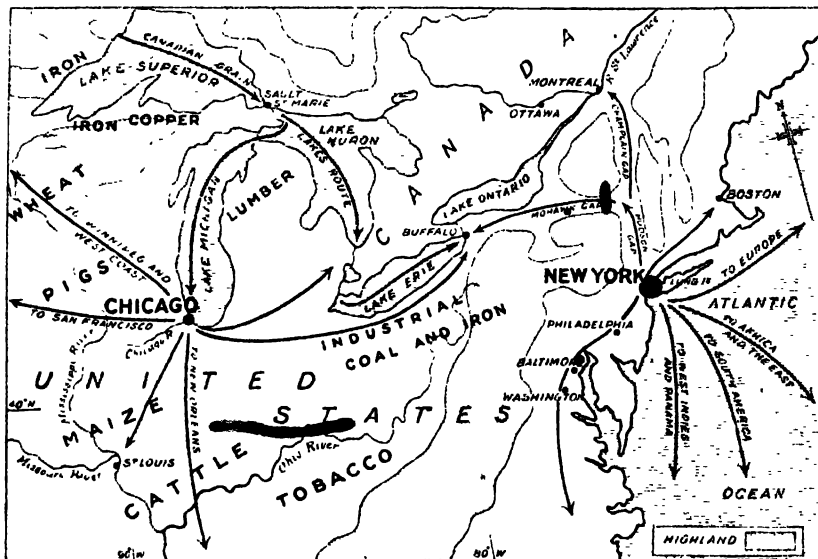 CANADIAN GRAIN
IRON
LAKE SUPERIOR
SAULT
STE MARIE
IRON COPPER
LAKE
HURON
LAKES ROUTE
CANADA
MONTREAL
OTTAWA
R. ST. Lawrence
CHAMPLAIN GAP
LAKE ONTARIO
MOHAWK GAP
HUDSON
GAP
BUFFALO
BOSTON
WHEAT
TO WINNIPEG AND
WEST COAST
LUMBER
LAKE MICHIGAN
PIGS
CHICAGO
TO SAN FRANCISCO
LAKE ERIE
INDUSTRIAL
COAL AND IRON
NEW YORK
TO EUROPE
ATLANTIC
TO AFRICA
AND THE EAST
TO SOUTH AMERICA
TO WEST INDIES
AND PANAMA
PHILADELPHIA
BALTIMORE
WASHINGTON
UNITED
STATES
40°N
Mississippi River
MAIZE
TO NEW ORLEANS
Missouri River
ST LOUIS
CATTLE
Ohio River
TOBACCO
OCEAN
90°W
80°W
HIGHLAND